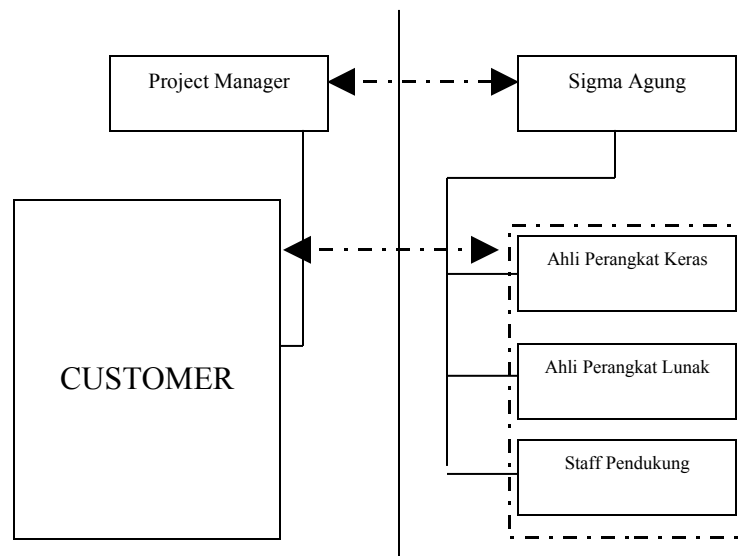 Project Manager
Sigma Agung
Ahli Perangkat Keras
CUSTOMER
Ahli Perangkat Lunak
Staff Pendukung